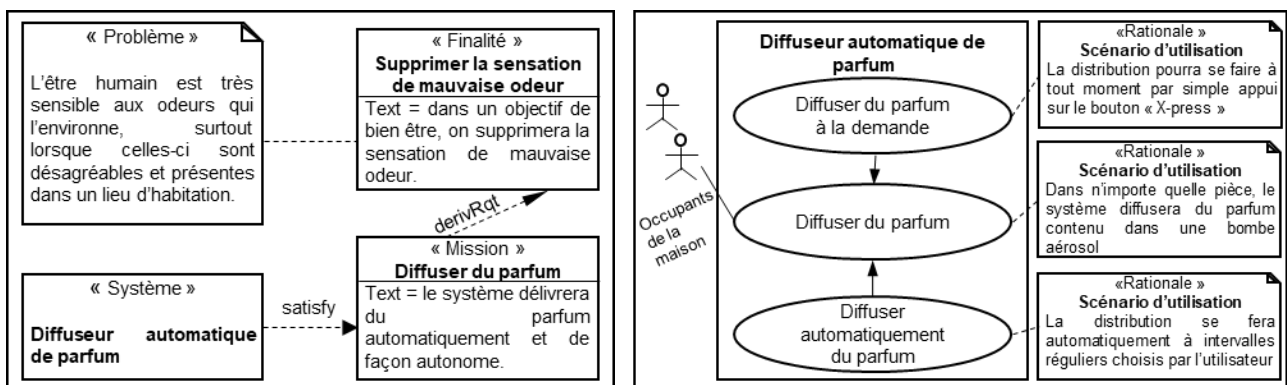 « Problème »
L'être humain est très
sensible aux odeurs qui
l'environne, surtout
lorsque celles-ci sont
désagréables et présentes
dans un lieu d'habitation.
« Finalité »
Supprimer la sensation
de mauvaise odeur
Text = dans un objectif de
bien être, on supprimera la
sensation de mauvaise
odeur.
derivRqt
« Système »
Diffuseur automatique
de parfum
satisfy
« Mission »
Diffuser du parfum
Text = le système délivrera
du parfum
automatiquement et de
façon autonome.
Diffuseur automatique de
parfum
Diffuser du parfum
à la demande
Occupants
de la
maison
Diffuser du parfum
Diffuser
automatiquement
du parfum
«Rationale »
Scénario d'utilisation
La distribution pourra se faire à
tout moment par simple appui
sur le bouton « X-press »
«Rationale »
Scénario d'utilisation
Dans n'importe quelle pièce, le
système diffusera du parfum
contenu dans une bombe
aérosol
«Rationale »
Scénario d'utilisation
La distribution se fera
automatiquement à intervalles
réguliers choisis par l'utilisateur